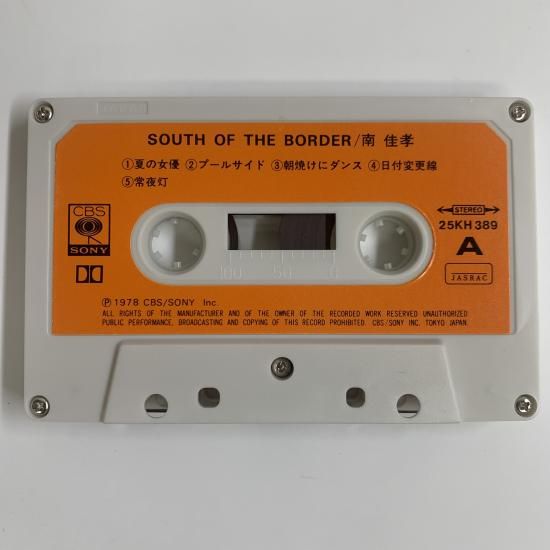 SOUTH OF THE BORDER/南 佳孝
①夏の女優 ②プールサイド ③朝焼けにダンス ④日付変更線
⑤常夜灯
CBS
SONY
STEREO
25KH389
A
JASRAC
100 50 0
Ⓟ1978 CBS/SONY Inc.
ALL RIGHTS OF THE MANUFACTURER AND OF THE OWNER OF THE RECORDED WORK RESERVED UNAUTHORIZED
PUBLIC PERFORMANCE, BROADCASTING AND COPYING OF THIS RECORD PROHIBITED. CBS/SONY INC. TOKYO JAPAN.